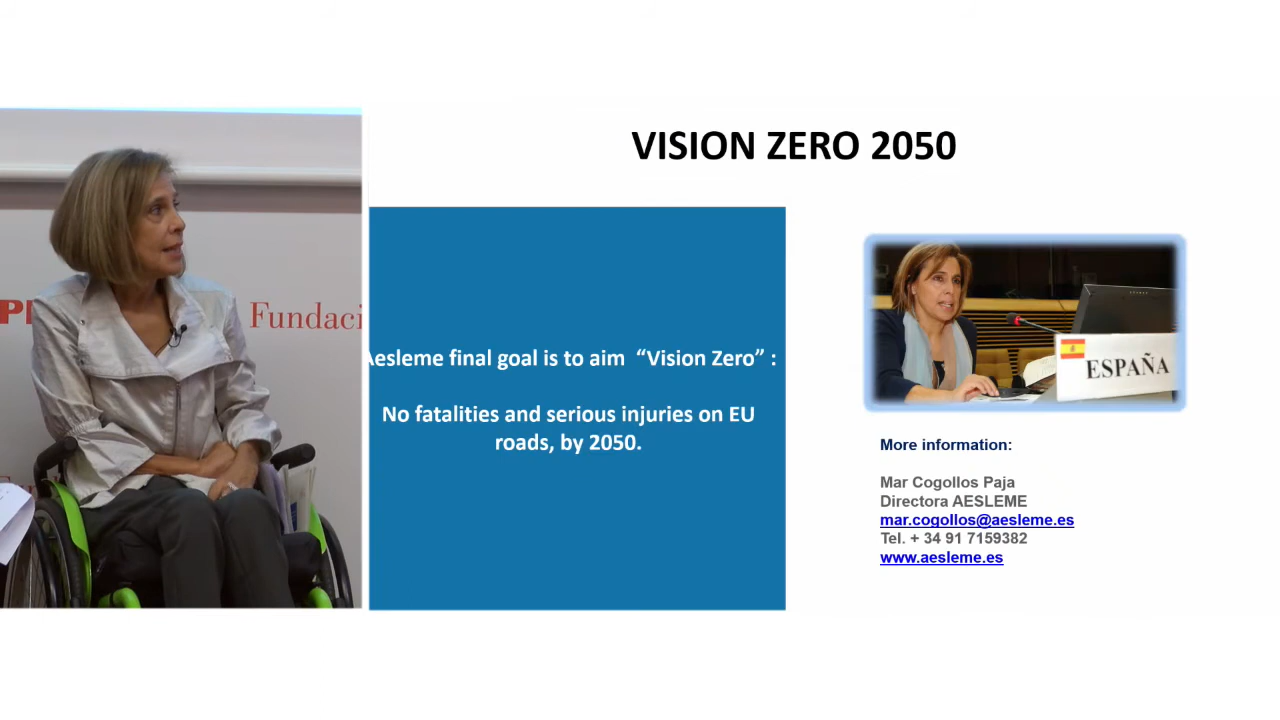 VISION ZERO 2050
Fundaci
Aesleme final goal is to aim “Vision Zero” :
No fatalities and serious injuries on EU
roads, by 2050.
ESPAÑA
More information:
Mar Cogollos Paja
Directora AESLEME
mar.cogollos@aesleme.es
Tel. + 34 91 7159382
www.aesleme.es